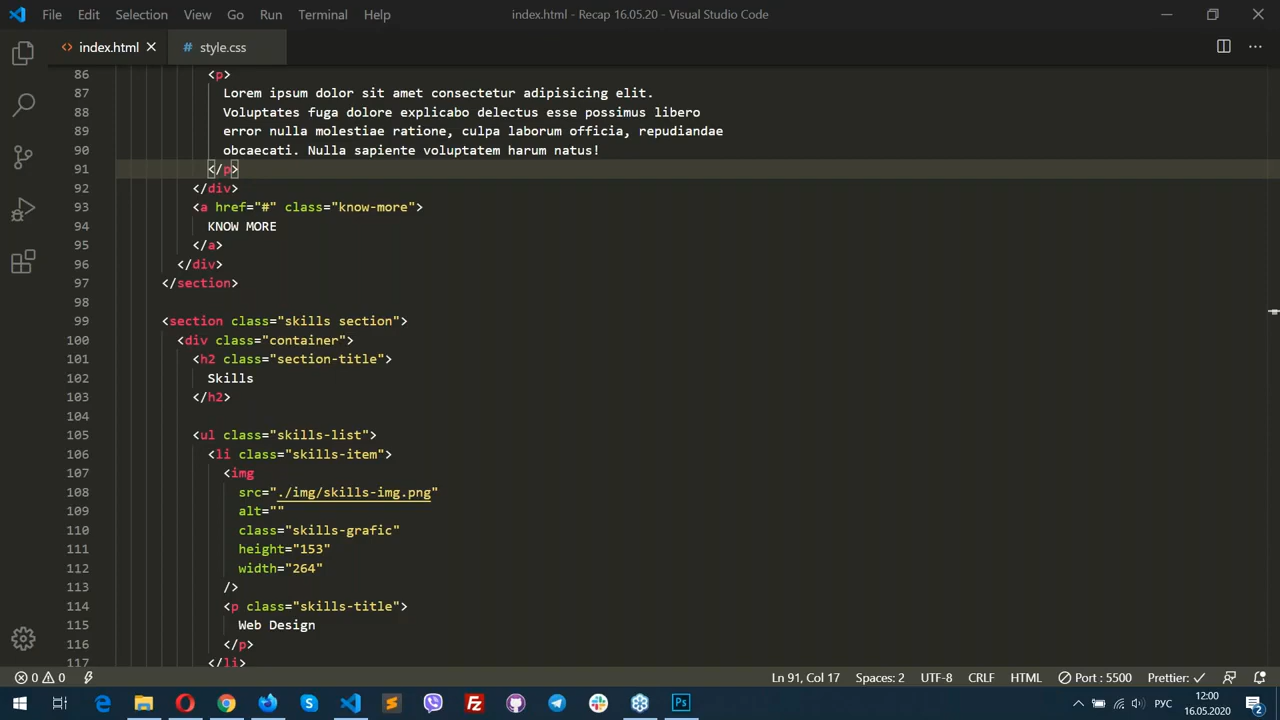 File Edit Selection View Go Run Terminal Help index.html - Recap 16.05.20 - Visual Studio Code
<> index.html # style.css
86 <p>
87 Lorem ipsum dolor sit amet consectetur adipisicing elit.
88 Voluptates fuga dolore explicabo delectus esse possimus libero
89 error nulla molestiae ratione, culpa laborum officia, repudiandae
90 obcaecati. Nulla sapiente voluptatem harum natus!
91 </p>
92 </div>
93 <a href="#" class="know-more">
94 KNOW MORE
95 </a>
96 </div>
97 </section>
98
99 <section class="skills section">
100 <div class="container">
101 <h2 class="section-title">
102 Skills
103 </h2>
104
105 <ul class="skills-list">
106 <li class="skills-item">
107 <img
108 src="./img/skills-img.png"
109 alt=""
110 class="skills-grafic"
111 height="153"
112 width="264"
113 />
114 <p class="skills-title">
115 Web Design
116 </p>
117 </li>
0 0 Ln 91, Col 17 Spaces: 2 UTF-8 CRLF HTML Port : 5500 Prettier:
РУС 12:00
16.05.2020 2